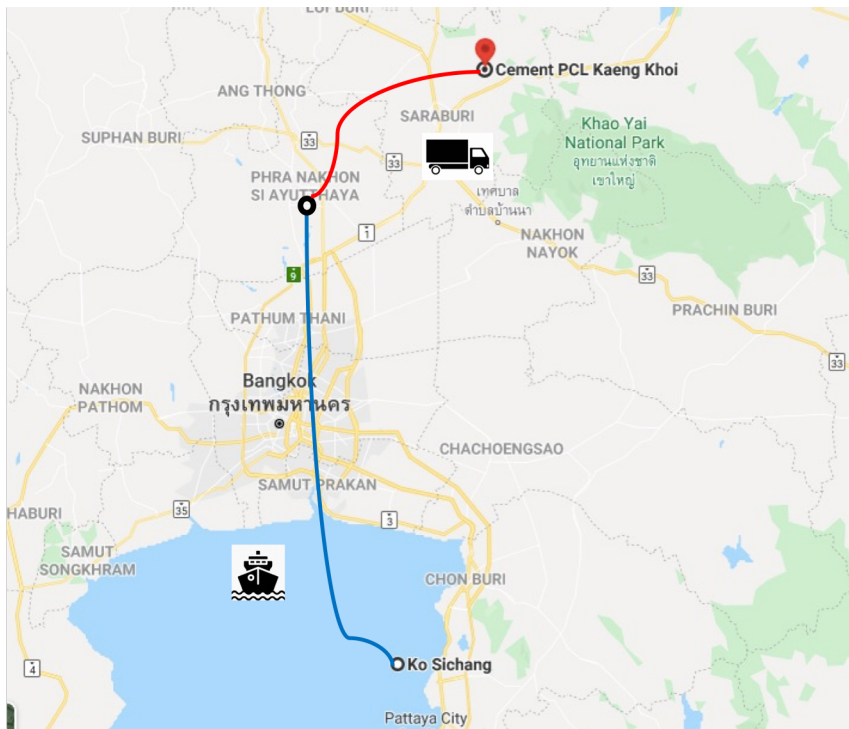 LOP BURI
Cement PCL Kaeng Khoi
ANG THONG
SARABURI
Khao Yai
National Park
อุทยานแห่งชาติ
เขาใหญ่
SUPHAN BURI
33
33
PHRA NAKHON
SI AYUTTHAYA
เทศบาล
ตำบลบ้านนา
1
NAKHON
NAYOK
9
33
PATHUM THANI
PRACHIN BURI
33
Bangkok
กรุงเทพมหานคร
NAKHON
PATHOM
CHACHOENGSAO
SAMUT PRAKAN
HABURI
35
3
SAMUT
SONGKHRAM
CHON BURI
4
Ko Sichang
Pattaya City